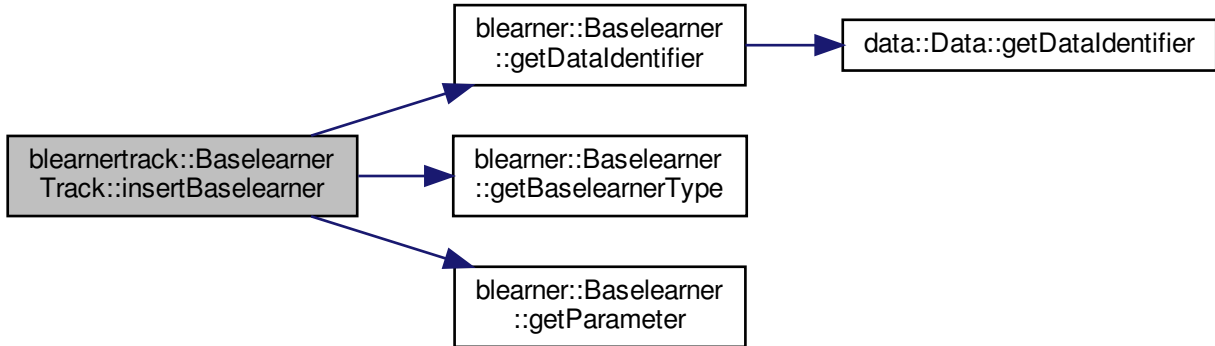 blearner::Baselearner
::getDataIdentifier
data::Data::getDataIdentifier
blearnertrack::Baselearner
Track::insertBaselearner
blearner::Baselearner
::getBaselearnerType
blearner::Baselearner
::getParameter